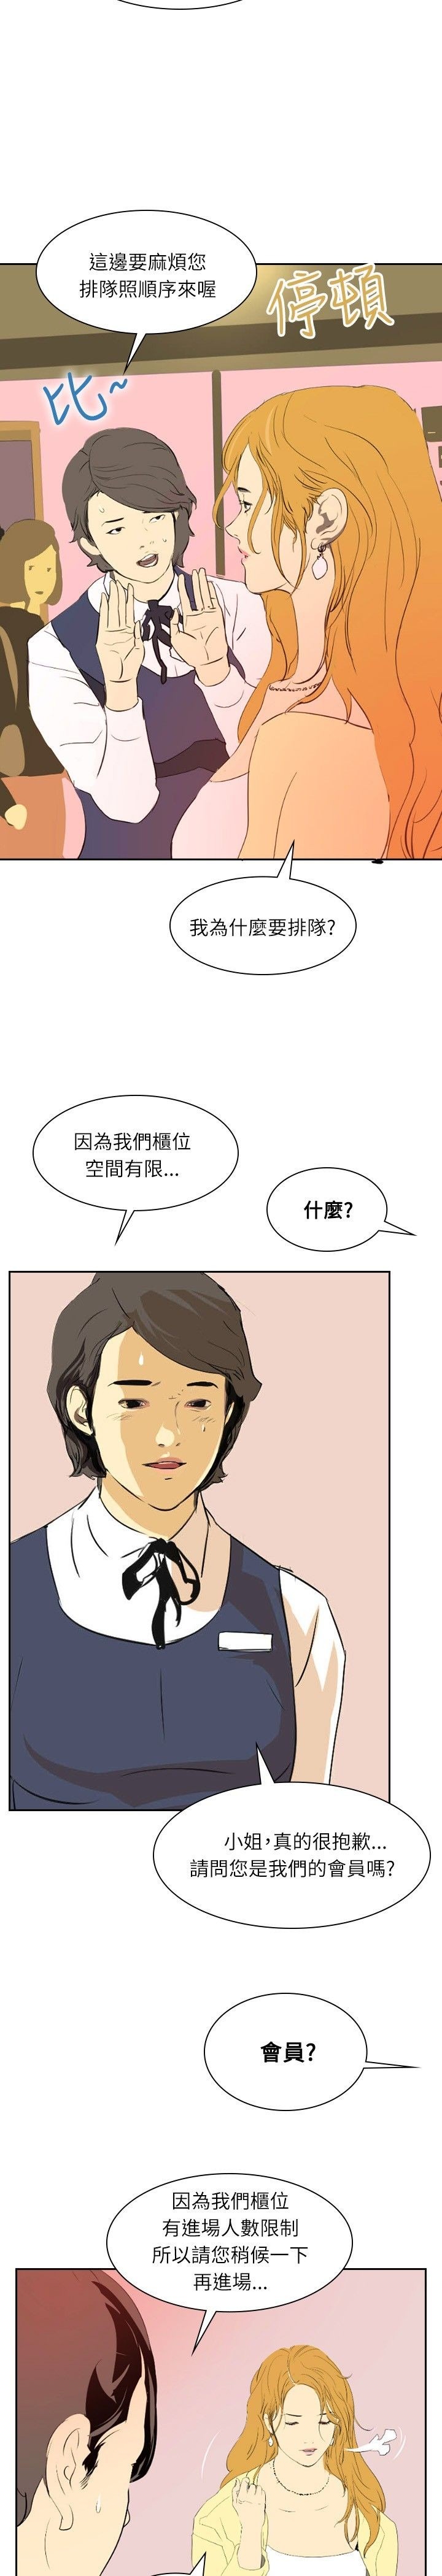 這邊要麻煩您
排隊照順序來喔
停頓
比~
我為什麼要排隊?
因為我們櫃位
空間有限...
什麼?
小姐,真的很抱歉...
請問您是我們的會員嗎?
會員?
因為我們櫃位
有進場人數限制
所以請您稍候一下
再進場...